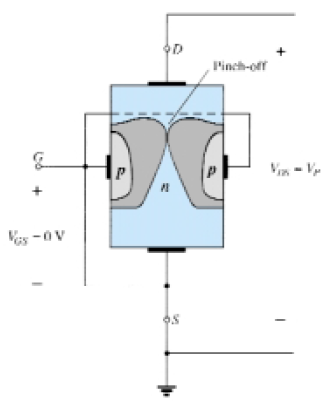 D
+
Pinch-off
G
p
p
n
+
V_DS = V_P
V_GS = 0 V
−
S
−